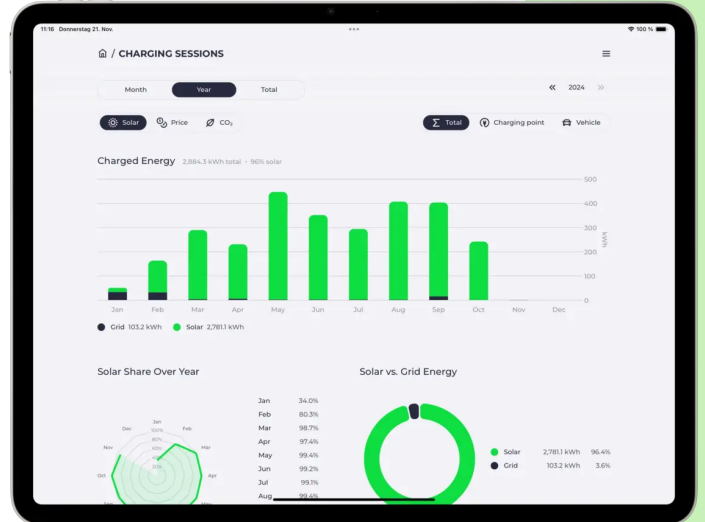 11:16 Donnerstag 21. Nov.
100 %
/ CHARGING SESSIONS
Month Year Total
2024
Solar Price CO₂
Total Charging point Vehicle
Charged Energy 2,884.3 kWh total • 96% solar
500
400
300
200
100
0
kWh
Jan Feb Mar Apr May Jun Jul Aug Sep Oct Nov Dec
Grid 103.2 kWh Solar 2,781.1 kWh
Solar Share Over Year
Jan
Feb
Mar
Apr
Oct
Nov
Dec
100%
80%
60%
Jan 34.0%
Feb 80.3%
Mar 98.7%
Apr 97.4%
May 99.4%
Jun 99.2%
Jul 99.1%
Aug 99.4%
Solar vs. Grid Energy
Solar 2,781.1 kWh 96.4%
Grid 103.2 kWh 3.6%